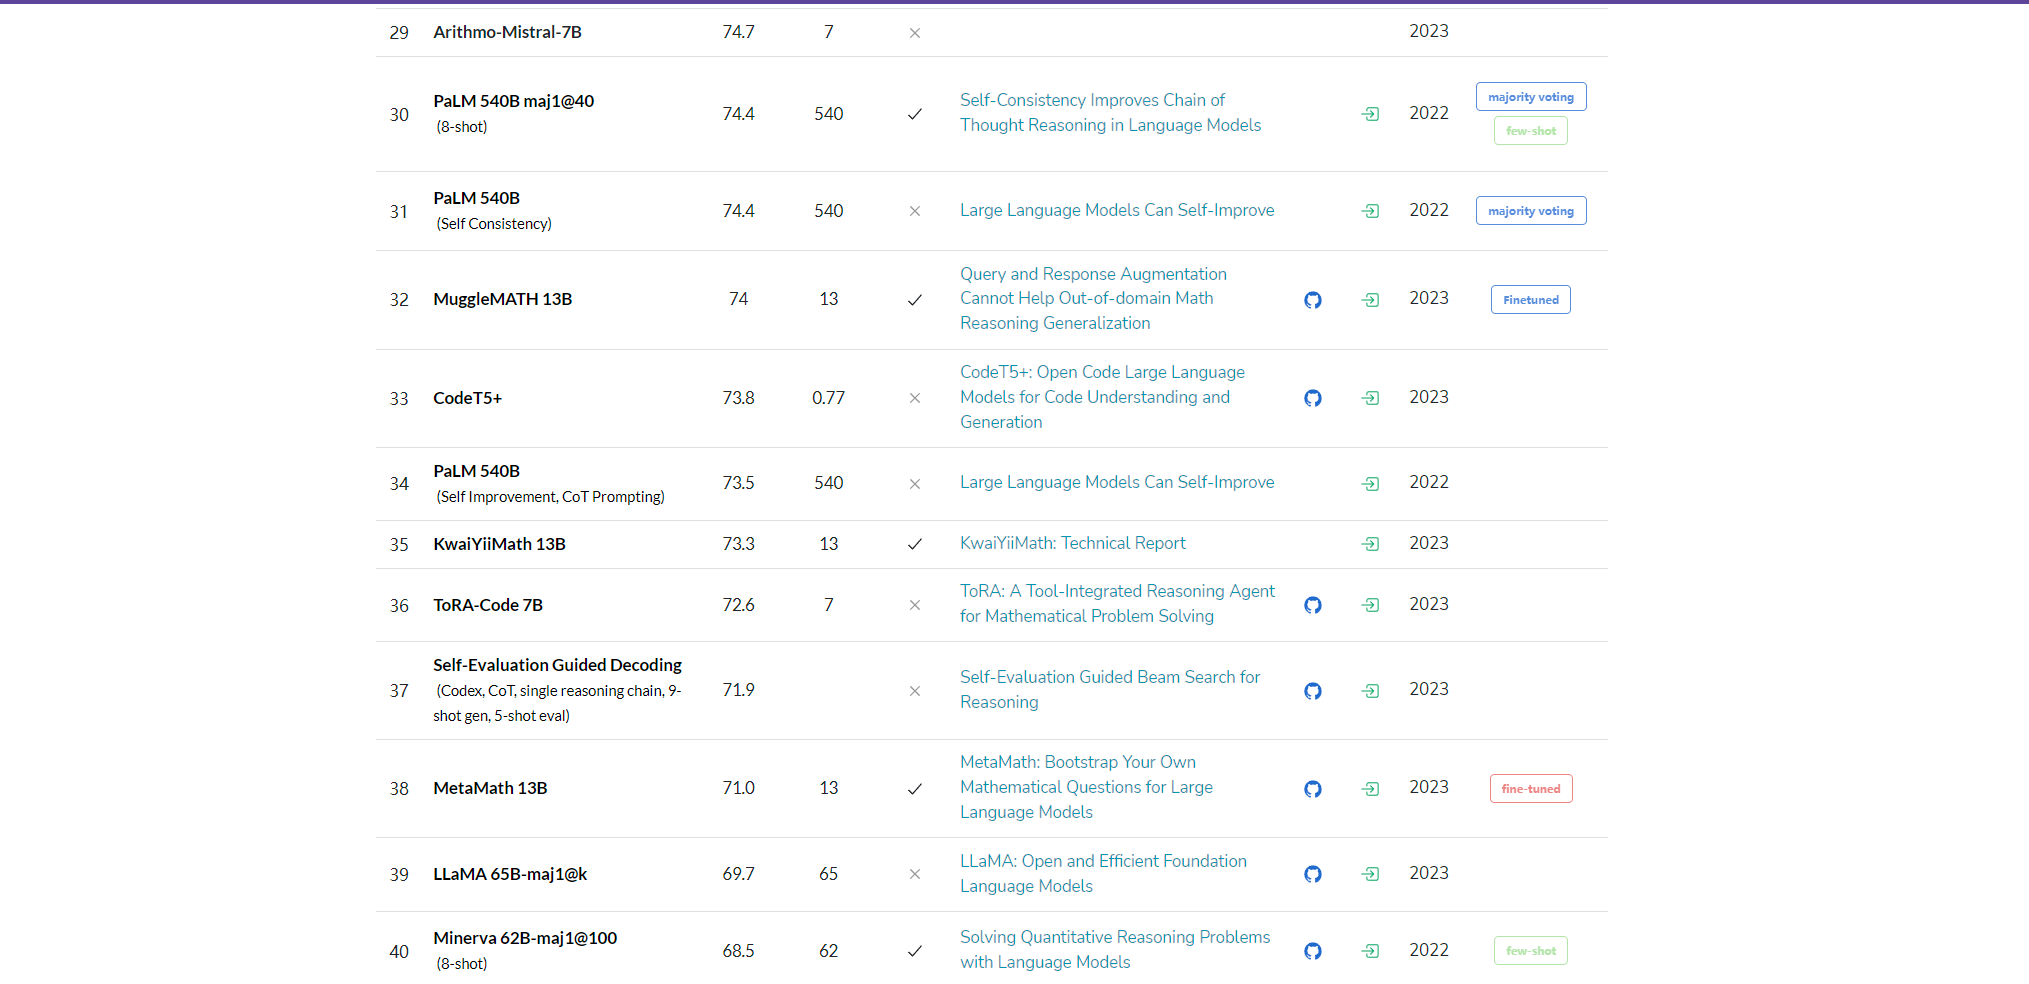 29 Arithmo-Mistral-7B 74.7 7 2023
30 PaLM 540B maj1@40 (8-shot) 74.4 540 Self-Consistency Improves Chain of Thought Reasoning in Language Models 2022 majority voting few-shot
31 PaLM 540B (Self Consistency) 74.4 540 Large Language Models Can Self-Improve 2022 majority voting
32 MuggleMATH 13B 74 13 Query and Response Augmentation Cannot Help Out-of-domain Math Reasoning Generalization 2023 Finetuned
33 CodeT5+ 73.8 0.77 CodeT5+: Open Code Large Language Models for Code Understanding and Generation 2023
34 PaLM 540B (Self Improvement, CoT Prompting) 73.5 540 Large Language Models Can Self-Improve 2022
35 KwaiYiiMath 13B 73.3 13 KwaiYiiMath: Technical Report 2023
36 ToRA-Code 7B 72.6 7 ToRA: A Tool-Integrated Reasoning Agent for Mathematical Problem Solving 2023
37 Self-Evaluation Guided Decoding (Codex, CoT, single reasoning chain, 9-shot gen, 5-shot eval) 71.9 Self-Evaluation Guided Beam Search for Reasoning 2023
38 MetaMath 13B 71.0 13 MetaMath: Bootstrap Your Own Mathematical Questions for Large Language Models 2023 fine-tuned
39 LLaMA 65B-maj1@k 69.7 65 LLaMA: Open and Efficient Foundation Language Models 2023
40 Minerva 62B-maj1@100 (8-shot) 68.5 62 Solving Quantitative Reasoning Problems with Language Models 2022 few-shot